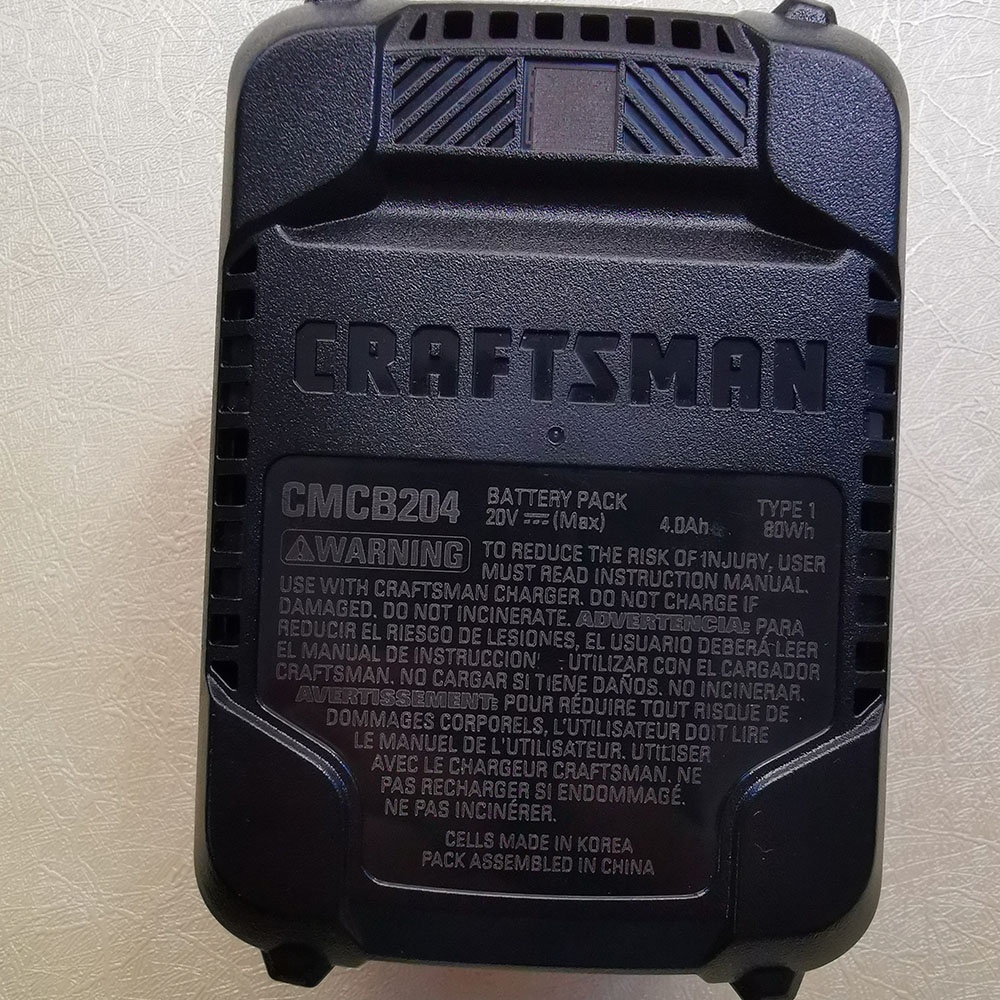 CRAFTSMAN
CMCB204 BATTERY PACK TYPE 1
20V ⎓ (Max) 4.0Ah 80Wh
⚠WARNING TO REDUCE THE RISK OF INJURY, USER
MUST READ INSTRUCTION MANUAL.
USE WITH CRAFTSMAN CHARGER. DO NOT CHARGE IF
DAMAGED. DO NOT INCINERATE. ADVERTENCIA: PARA
REDUCIR EL RIESGO DE LESIONES, EL USUARIO DEBERÁ LEER
EL MANUAL DE INSTRUCCION . UTILIZAR CON EL CARGADOR
CRAFTSMAN. NO CARGAR SI TIENE DAÑOS. NO INCINERAR.
AVERTISSEMENT: POUR RÉDUIRE TOUT RISQUE DE
DOMMAGES CORPORELS, L'UTILISATEUR DOIT LIRE
LE MANUEL DE L'UTILISATEUR. UTILISER
AVEC LE CHARGEUR CRAFTSMAN. NE
PAS RECHARGER SI ENDOMMAGÉ.
NE PAS INCINÉRER.
CELLS MADE IN KOREA
PACK ASSEMBLED IN CHINA